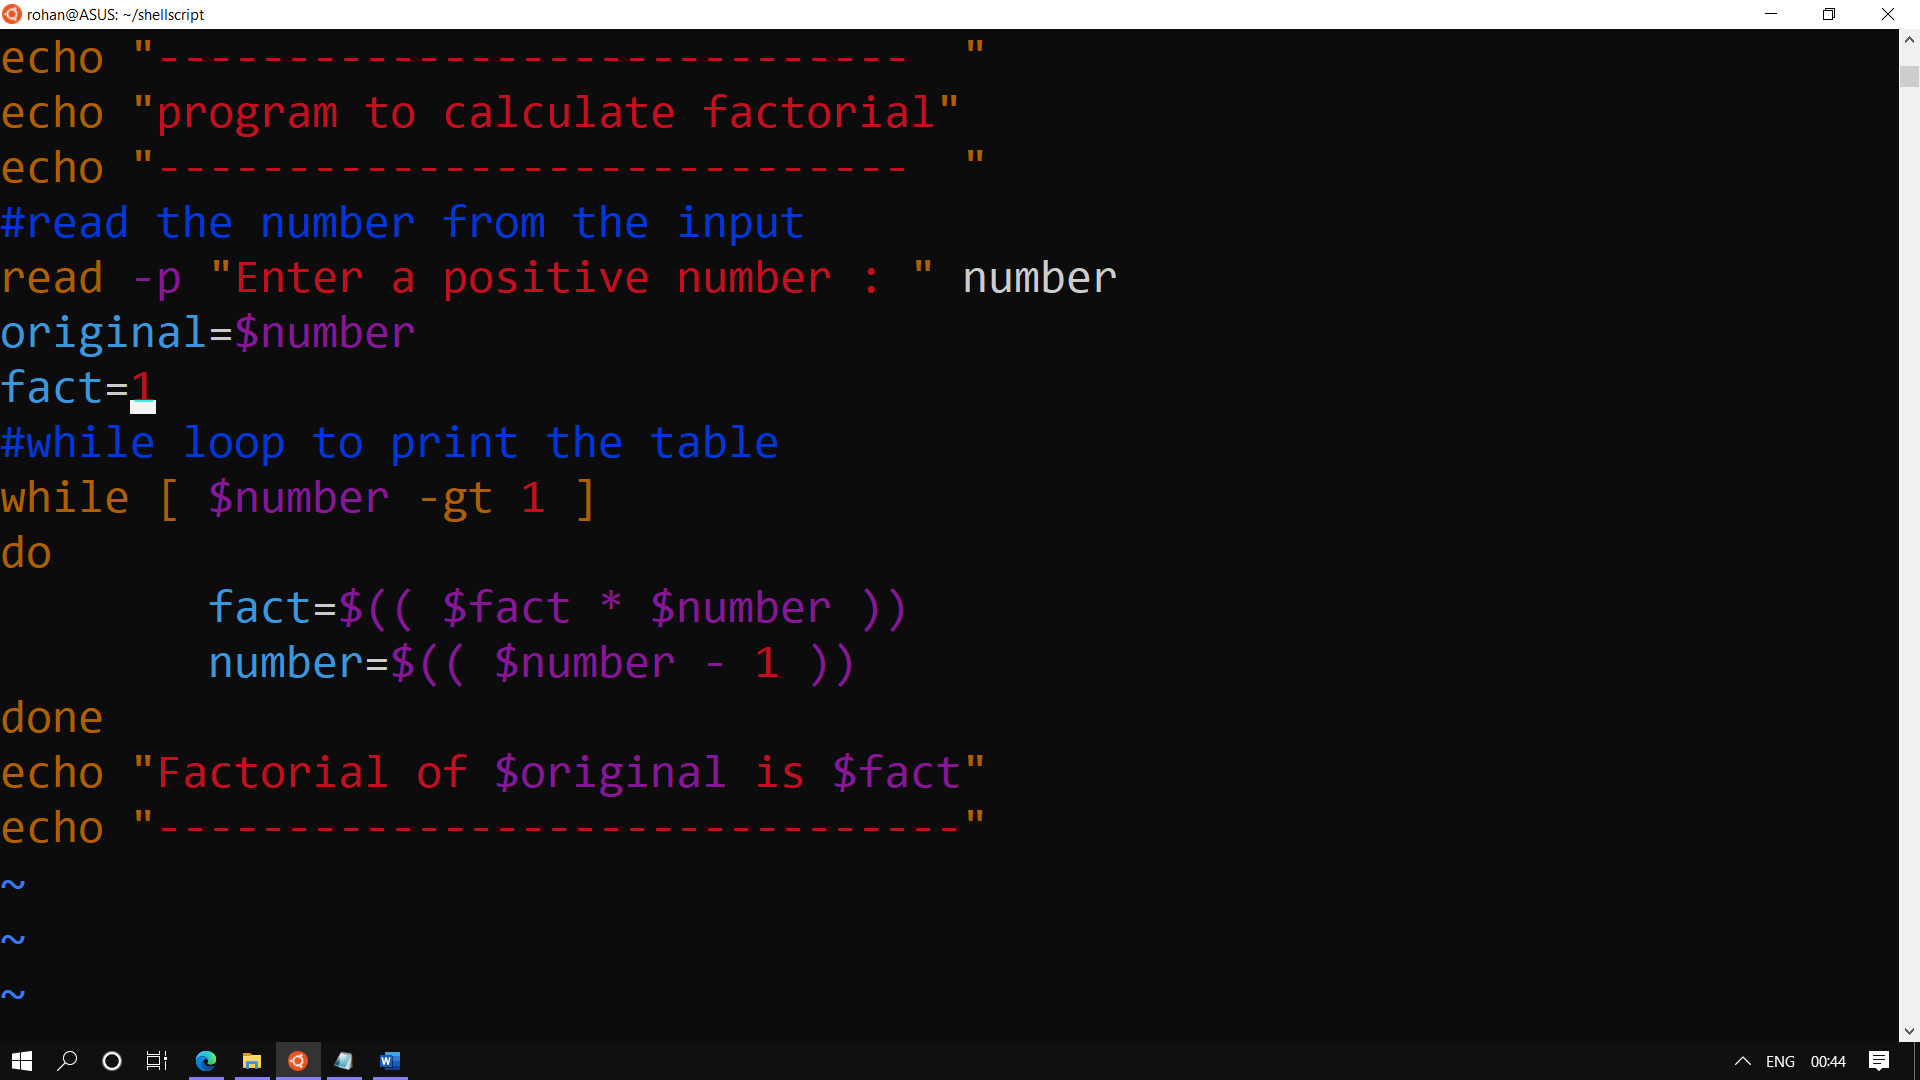 rohan@ASUS: ~/shellscript
echo "-----------------------------  "
echo "program to calculate factorial"
echo "-----------------------------  "
#read the number from the input
read -p "Enter a positive number : " number
original=$number
fact=1
#while loop to print the table
while [ $number -gt 1 ]
do
        fact=$(( $fact * $number ))
        number=$(( $number - 1 ))
done
echo "Factorial of $original is $fact"
echo "-------------------------------"
~
~
~
ENG 00:44